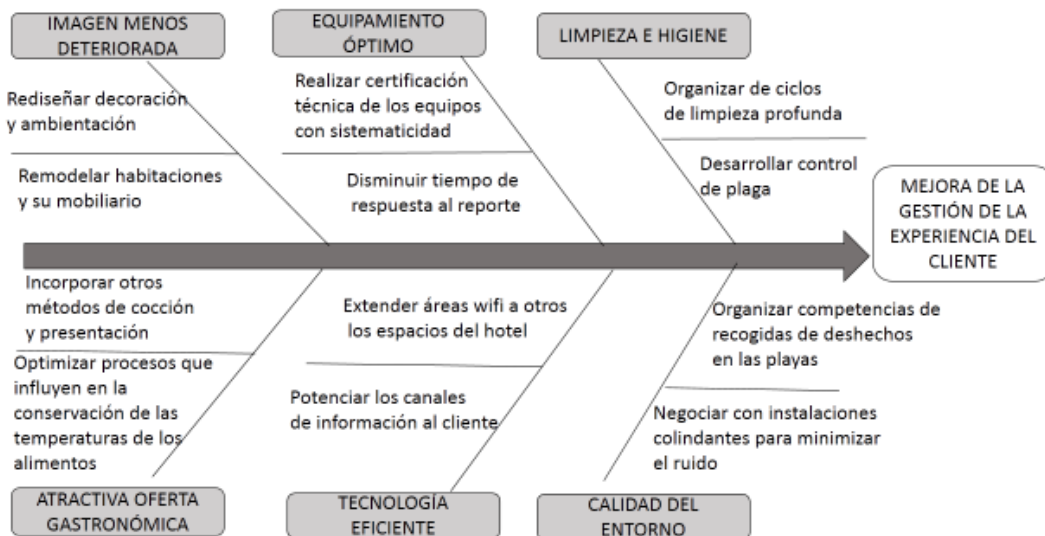 IMAGEN MENOS
DETERIORADA
EQUIPAMIENTO
ÓPTIMO
LIMPIEZA E HIGIENE
Rediseñar decoración
y ambientación
Remodelar habitaciones
y su mobiliario
Realizar certificación
técnica de los equipos
con sistematicidad
Disminuir tiempo de
respuesta al reporte
Organizar de ciclos
de limpieza profunda
Desarrollar control
de plaga
MEJORA DE LA
GESTIÓN DE LA
EXPERIENCIA DEL
CLIENTE
Incorporar otros
métodos de cocción
y presentación
Optimizar procesos que
influyen en la
conservación de las
temperaturas de los
alimentos
Extender áreas wifi a otros
los espacios del hotel
Potenciar los canales
de información al cliente
Organizar competencias de
recogidas de deshechos
en las playas
Negociar con instalaciones
colindantes para minimizar
el ruido
ATRACTIVA OFERTA
GASTRONÓMICA
TECNOLOGÍA
EFICIENTE
CALIDAD DEL
ENTORNO